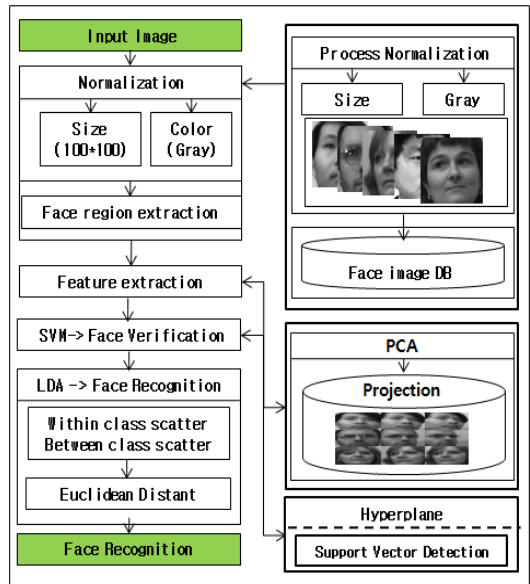 Input Image
Normalization
Size
(100*100)
Color
(Gray)
Face region extraction
Feature extraction
SVM-> Face Verification
LDA -> Face Recognition
Within class scatter
Between class scatter
Euclidean Distant
Face Recognition
Process Normalization
Size
Gray
Face image DB
PCA
Projection
Hyperplane
Support Vector Detection